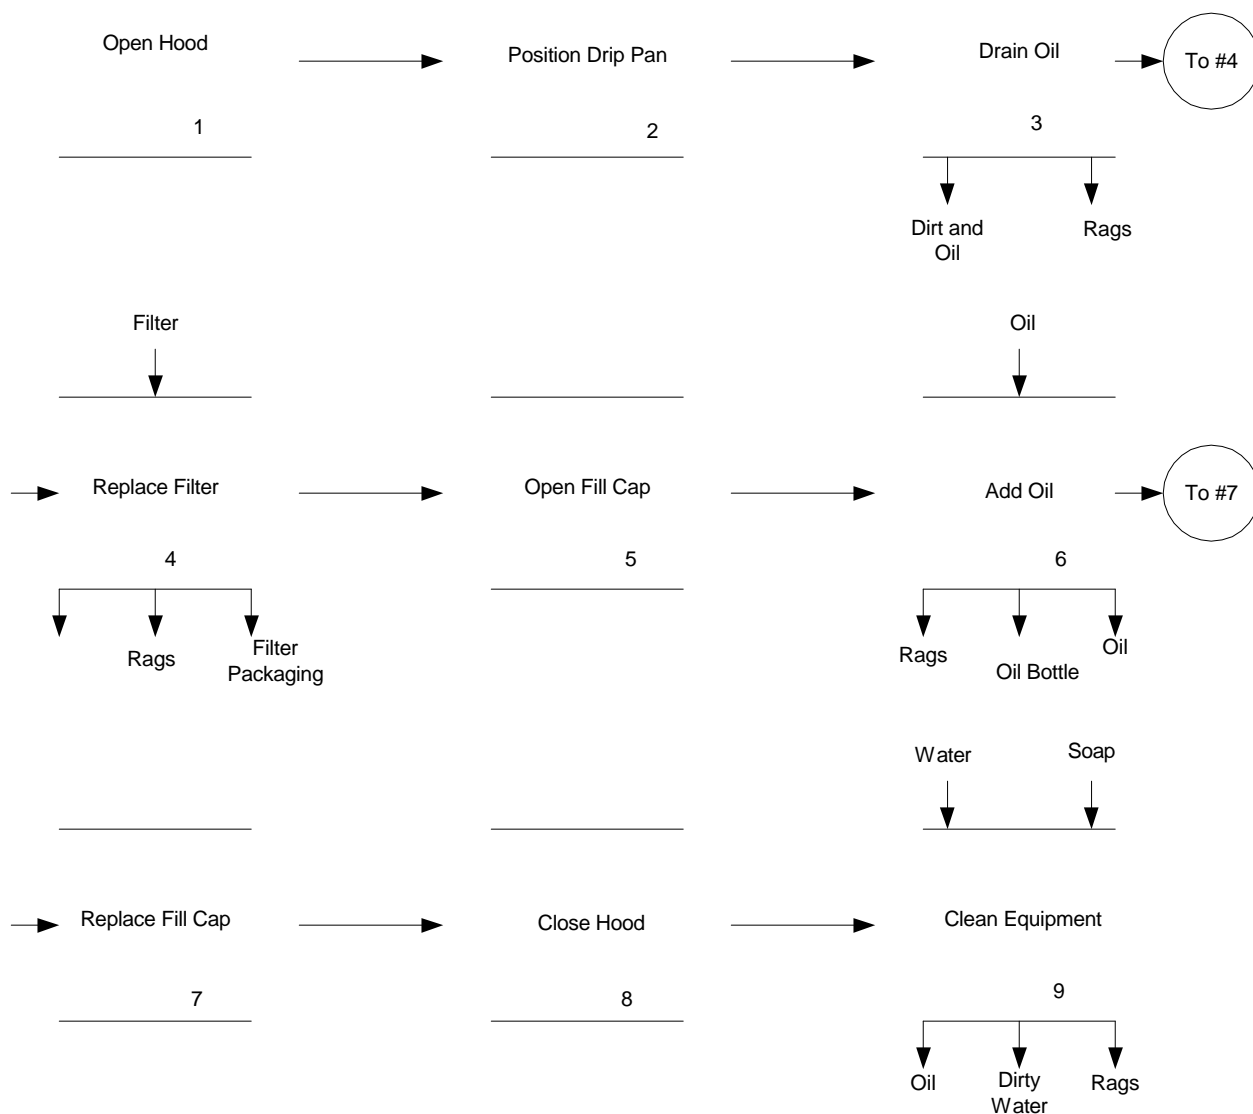 Open Hood
Position Drip Pan
Drain Oil
To #4
1
2
3
Dirt and
Oil
Rags
Filter
Oil
Replace Filter
Open Fill Cap
Add Oil
To #7
4
5
6
Rags
Filter
Packaging
Rags
Oil Bottle
Oil
Water
Soap
Replace Fill Cap
Close Hood
Clean Equipment
7
8
9
Oil
Dirty
Water
Rags